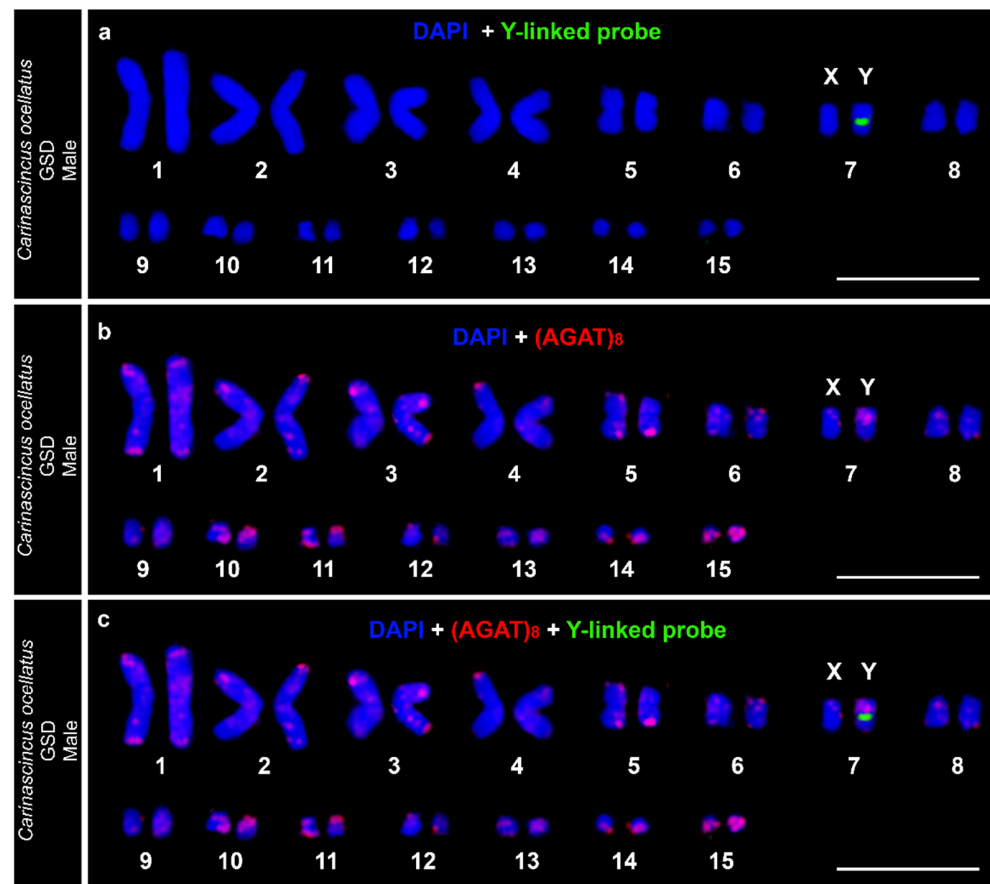 a
DAPI + Y-linked probe
Carinascincus ocellatus
GSD
Male
X Y
1 2 3 4 5 6 7 8
9 10 11 12 13 14 15
b
DAPI + (AGAT)8
Carinascincus ocellatus
GSD
Male
X Y
1 2 3 4 5 6 7 8
9 10 11 12 13 14 15
c
DAPI + (AGAT)8 + Y-linked probe
Carinascincus ocellatus
GSD
Male
X Y
1 2 3 4 5 6 7 8
9 10 11 12 13 14 15